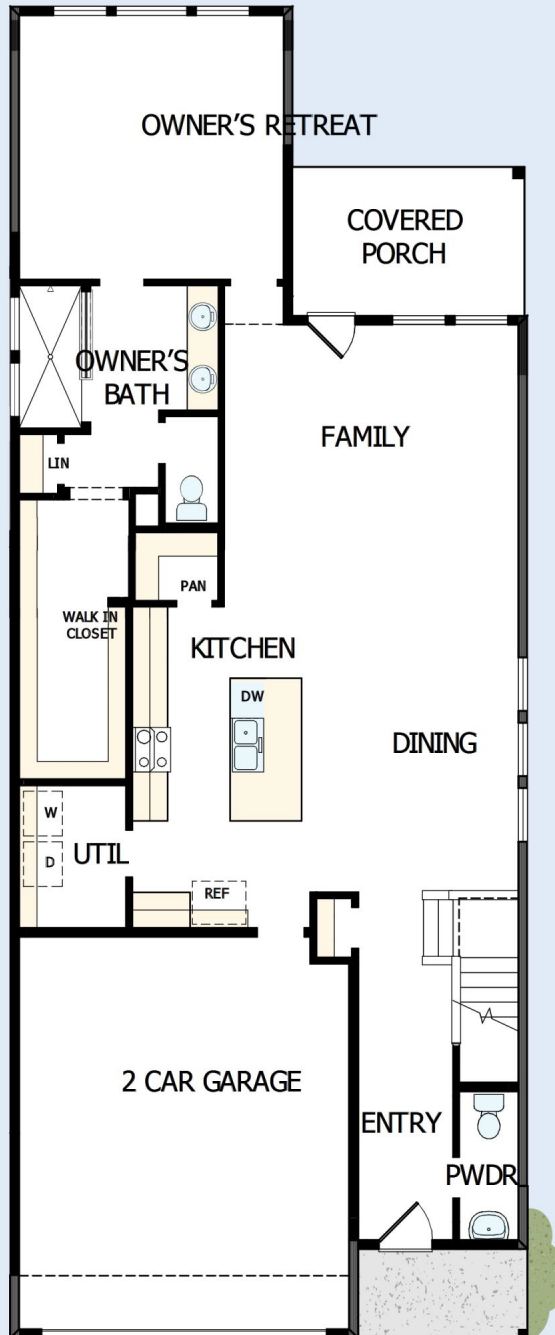 OWNER'S RETREAT
COVERED
PORCH
OWNER'S
BATH
FAMILY
LIN
PAN
WALK IN
CLOSET
KITCHEN
DW
DINING
W
D
UTIL
REF
2 CAR GARAGE
ENTRY
PWDR